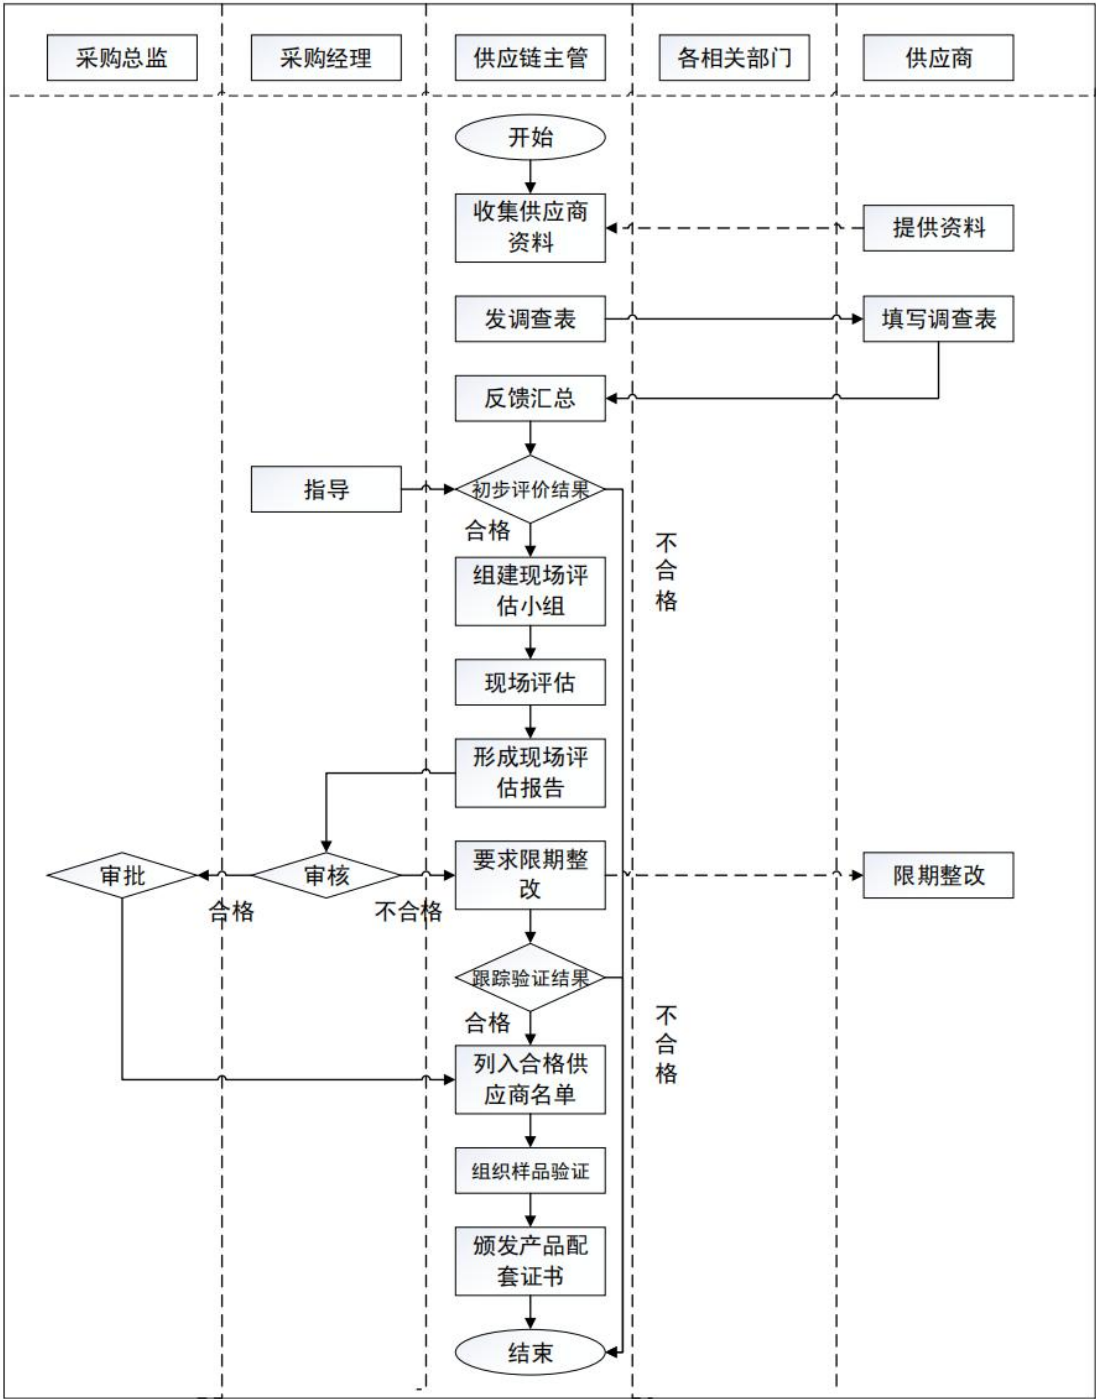 采购总监
采购经理
供应链主管
各相关部门
供应商
开始
收集供应商
资料
提供资料
发调查表
填写调查表
反馈汇总
指导
初步评价结果
合格
不
合
格
组建现场评
估小组
现场评估
形成现场评
估报告
审批
审核
要求限期整
改
限期整改
合格
不合格
跟踪验证结果
合格
不
合
格
列入合格供
应商名单
组织样品验证
颁发产品配
套证书
结束